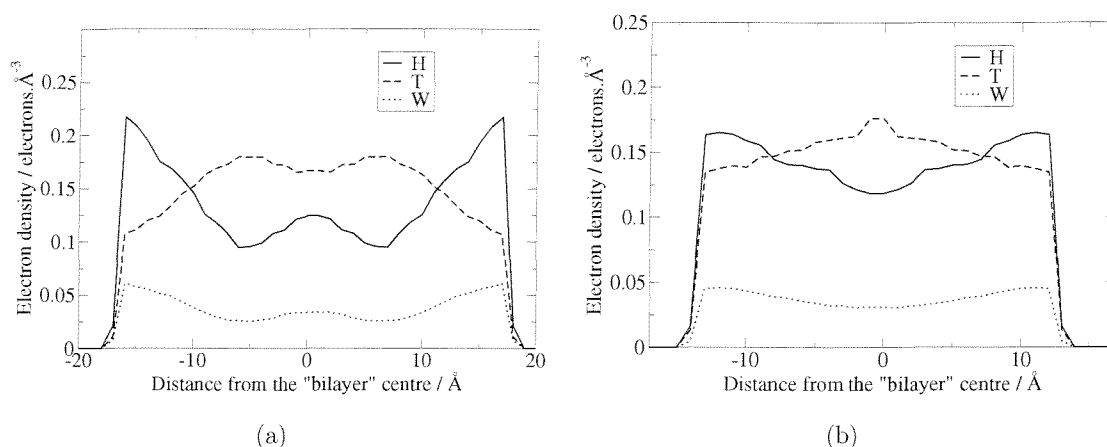 0.25
0.2
0.15
0.1
0.05
0
-20
-10
0
10
20
Electron density / electrons.Å⁻³
Distance from the "bilayer" centre / Å
H
T
W
(a)
0.25
0.2
0.15
0.1
0.05
0
-10
0
10
Electron density / electrons.Å⁻³
Distance from the "bilayer" centre / Å
H
T
W
(b)